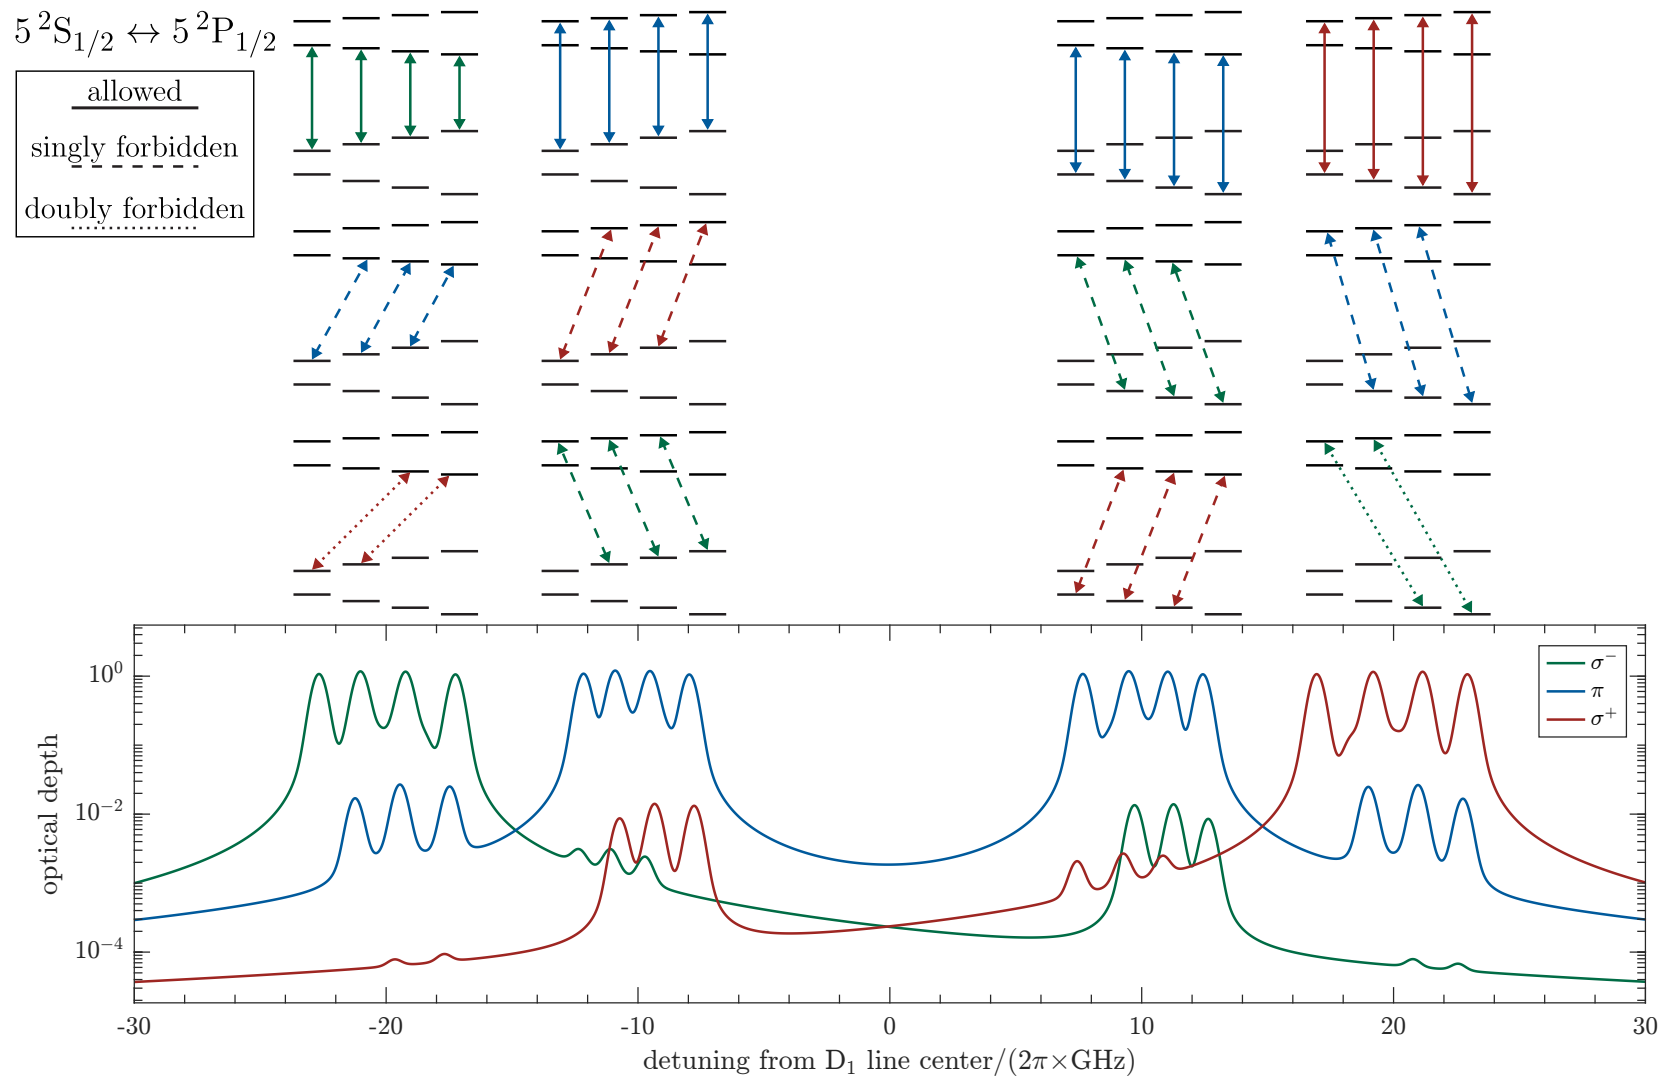 5 ²S₁/₂ ↔ 5 ²P₁/₂
allowed
singly forbidden
doubly forbidden
10⁰
10⁻²
10⁻⁴
optical depth
σ⁻
π
σ⁺
-30 -20 -10 0 10 20 30
detuning from D₁ line center/(2π×GHz)